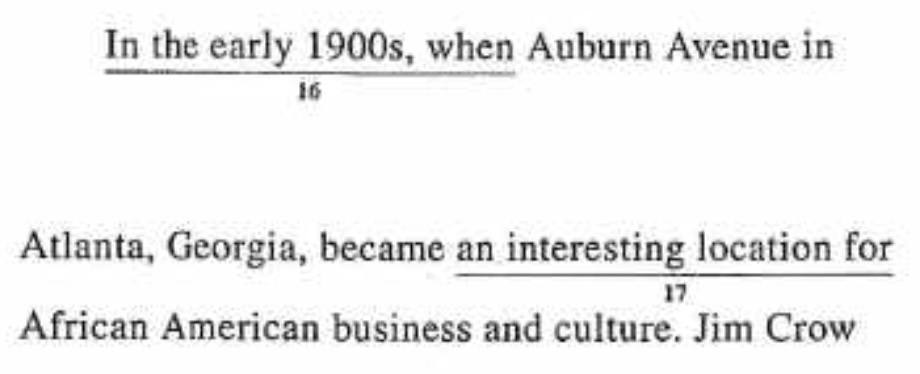 In the early 1900s, when Auburn Avenue in
16
Atlanta, Georgia, became an interesting location for
17
African American business and culture. Jim Crow